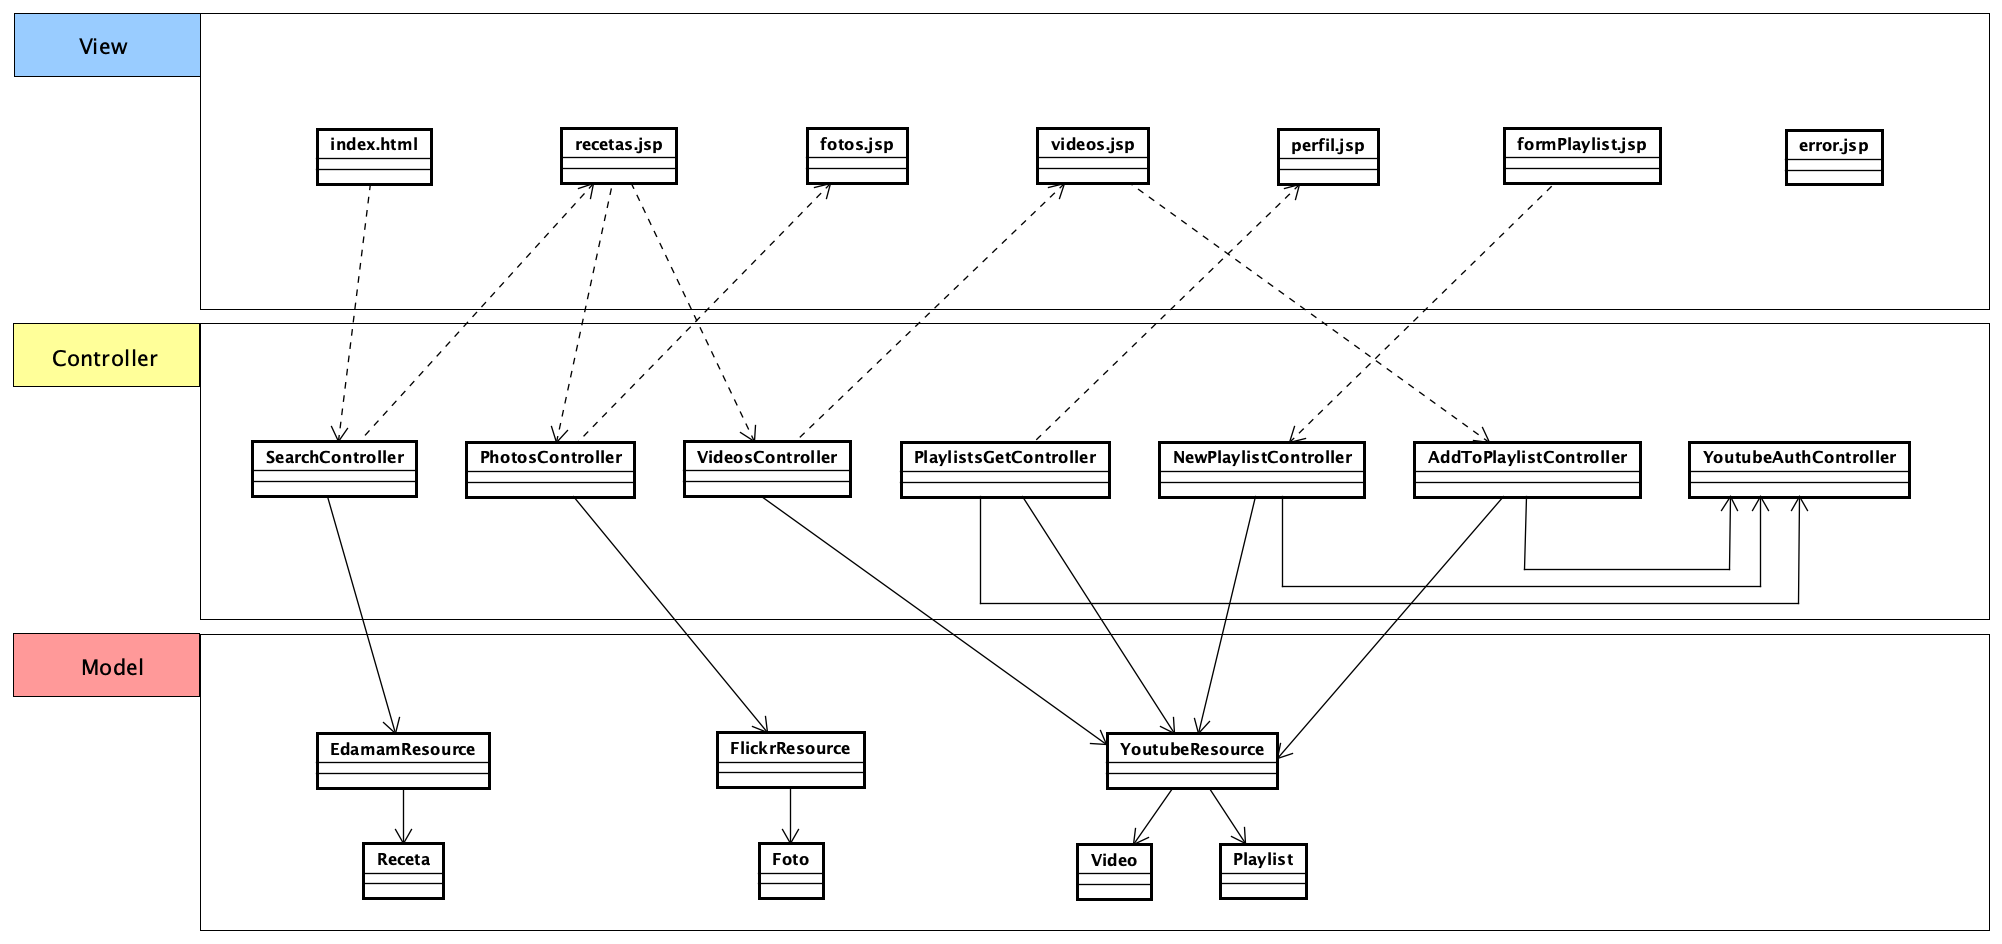 View
index.html
recetas.jsp
fotos.jsp
videos.jsp
perfil.jsp
formPlaylist.jsp
error.jsp
Controller
SearchController
PhotosController
VideosController
PlaylistsGetController
NewPlaylistController
AddToPlaylistController
YoutubeAuthController
Model
EdamamResource
FlickrResource
YoutubeResource
Receta
Foto
Video
Playlist